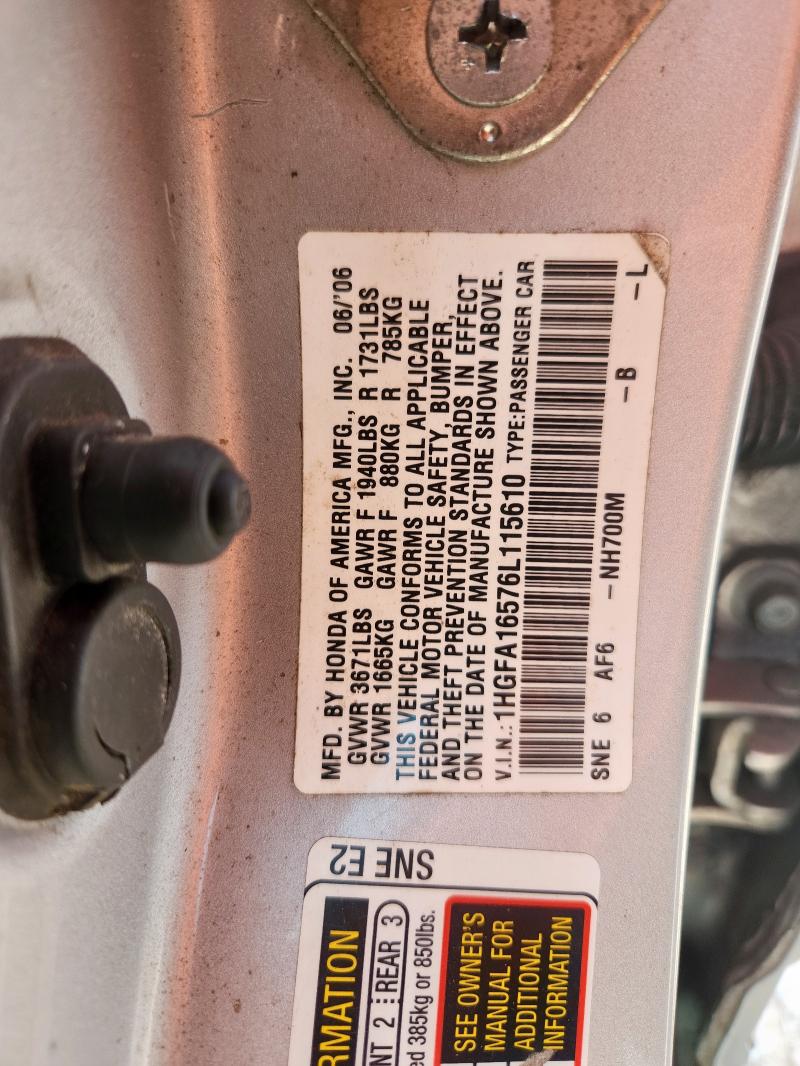 MFD. BY HONDA OF AMERICA MFG., INC. 06/'06
GVWR 3671LBS GAWR F 1940LBS R 1731LBS
GVWR 1665KG GAWR F 880KG R 785KG
THIS VEHICLE CONFORMS TO ALL APPLICABLE
FEDERAL MOTOR VEHICLE SAFETY, BUMPER,
AND THEFT PREVENTION STANDARDS IN EFFECT
ON THE DATE OF MANUFACTURE SHOWN ABOVE.
V.I.N.: 1HGFA16576L115610 TYPE:PASSENGER CAR
SNE 6 AF6 -NH700M -B -L
SNE E2
RMATION
NT 2 REAR 3
ed 385kg or 850lbs.
SEE OWNER'S
MANUAL FOR
ADDITIONAL
INFORMATION